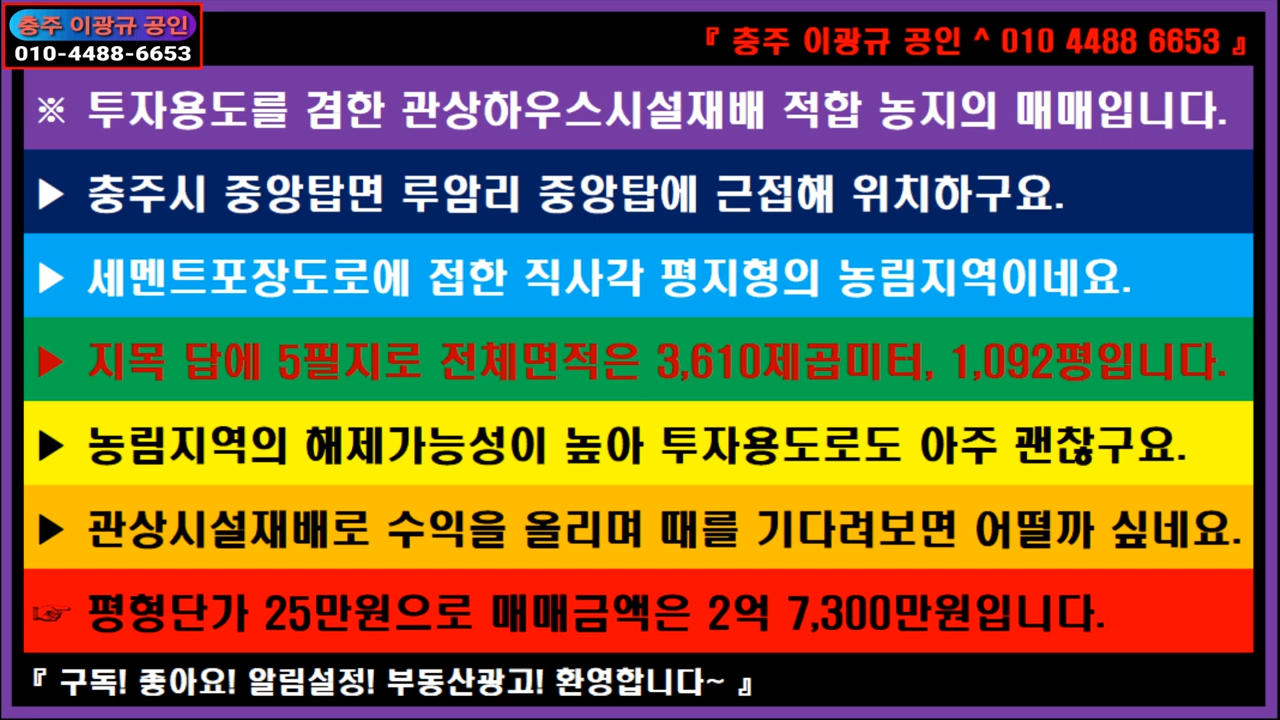 충주 이광규 공인
010-4488-6653
『 충주 이광규 공인 ^ 010 4488 6653 』
※ 투자용도를 겸한 관상하우스시설재배 적합 농지의 매매입니다.
▶ 충주시 중앙탑면 루암리 중앙탑에 근접해 위치하구요.
▶ 세멘트포장도로에 접한 직사각 평지형의 농림지역이네요.
▶ 지목 답에 5필지로 전체면적은 3,610제곱미터, 1,092평입니다.
▶ 농림지역의 해제가능성이 높아 투자용도로도 아주 괜찮구요.
▶ 관상시설재배로 수익을 올리며 때를 기다려보면 어떨까 싶네요.
☞ 평형단가 25만원으로 매매금액은 2억 7,300만원입니다.
『 구독! 좋아요! 알림설정! 부동산광고! 환영합니다~ 』